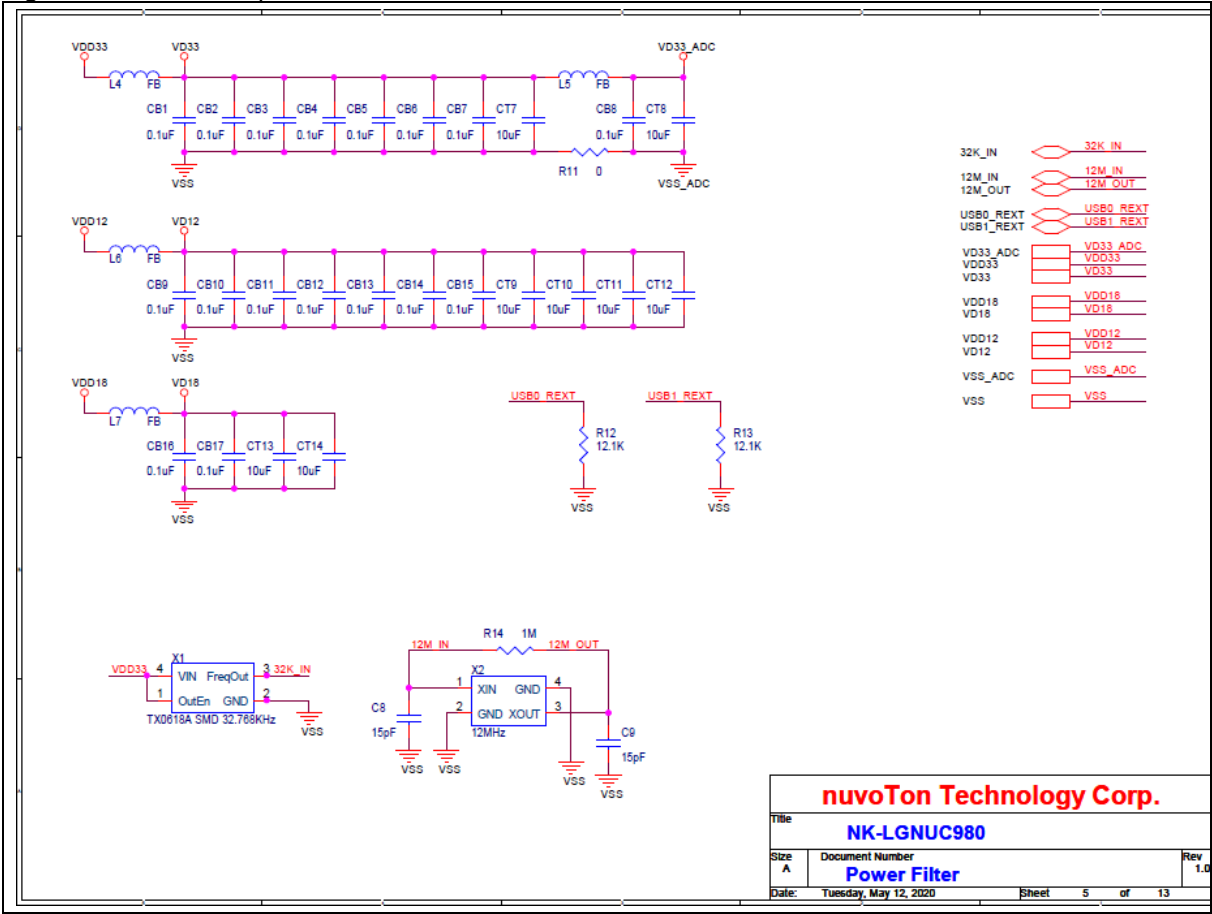 VDD33 VD33 VD33_ADC
L4 FB L5 FB
CB1 CB2 CB3 CB4 CB5 CB6 CB7 CT7 CB8 CT8
0.1uF 0.1uF 0.1uF 0.1uF 0.1uF 0.1uF 0.1uF 10uF 0.1uF 10uF
R11 0
VSS VSS_ADC
VDD12 VD12
L6 FB
CB9 CB10 CB11 CB12 CB13 CB14 CB15 CT9 CT10 CT11 CT12
0.1uF 0.1uF 0.1uF 0.1uF 0.1uF 0.1uF 0.1uF 10uF 10uF 10uF 10uF
VSS
VDD18 VD18
L7 FB
CB16 CB17 CT13 CT14
0.1uF 0.1uF 10uF 10uF
VSS
USB0_REXT USB1_REXT
R12 R13
12.1K 12.1K
VSS VSS
32K_IN 32K_IN
12M_IN 12M_IN
12M_OUT 12M_OUT
USB0_REXT USB0_REXT
USB1_REXT USB1_REXT
VD33_ADC VD33_ADC
VDD33 VDD33
VD33 VD33
VDD18 VDD18
VD18 VD18
VDD12 VDD12
VD12 VD12
VSS_ADC VSS_ADC
VSS VSS
X1
VDD33 4 VIN FreqOut 3 32K_IN
1 OutEn GND 2
TX0618A SMD 32.768KHz
VSS
R14 1M
12M_IN 12M_OUT
X2
1 XIN GND 4
2 GND XOUT 3
12MHz
C8
15pF
C9
15pF
VSS VSS VSS VSS
nuvoTon Technology Corp.
Title
NK-LGNUC980
Size Document Number Rev
A Power Filter 1.0
Date: Tuesday, May 12, 2020 Sheet 5 of 13